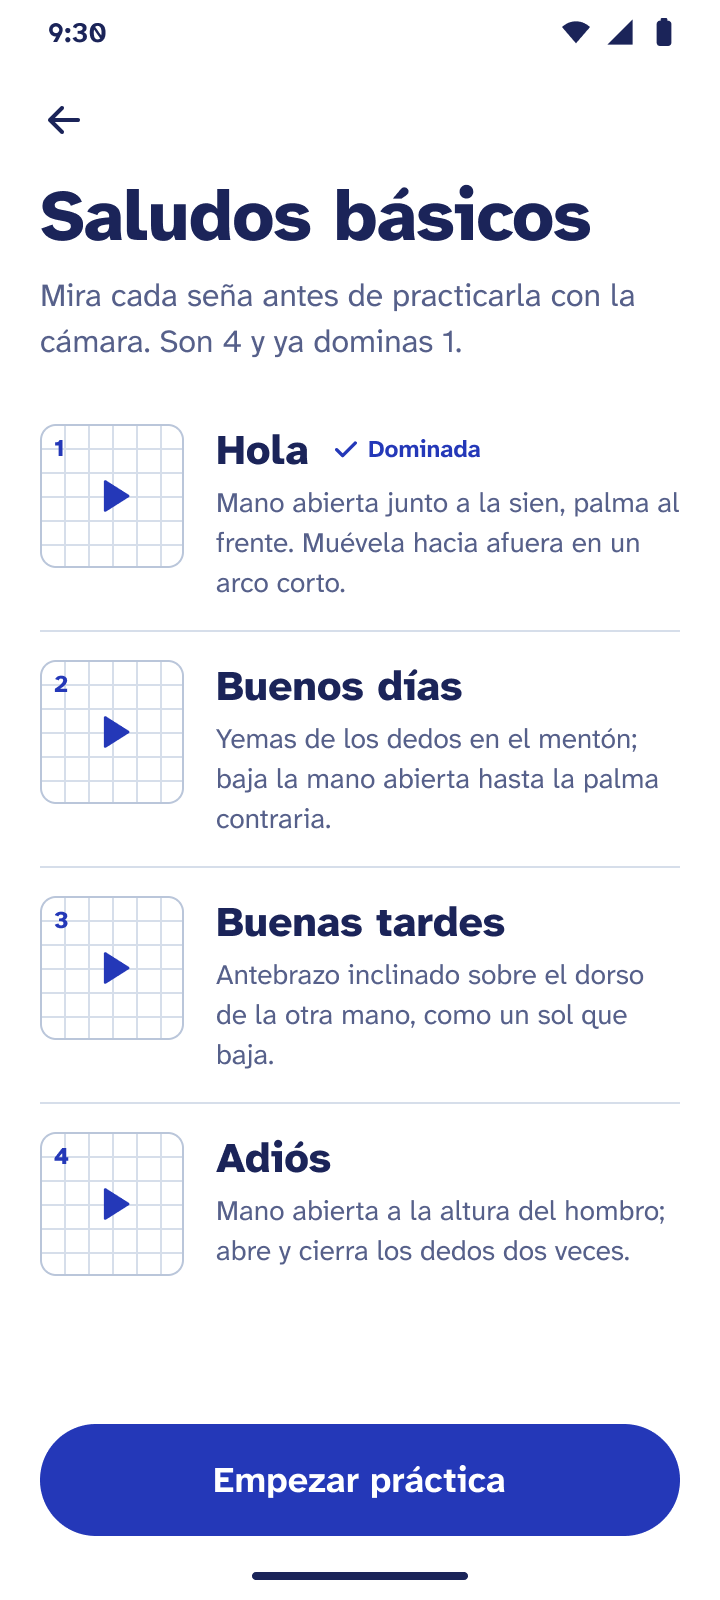 9:30
Saludos básicos
Mira cada seña antes de practicarla con la
cámara. Son 4 y ya dominas 1.
1
Hola Dominada
Mano abierta junto a la sien, palma al
frente. Muévela hacia afuera en un
arco corto.
2
Buenos días
Yemas de los dedos en el mentón;
baja la mano abierta hasta la palma
contraria.
3
Buenas tardes
Antebrazo inclinado sobre el dorso
de la otra mano, como un sol que
baja.
4
Adiós
Mano abierta a la altura del hombro;
abre y cierra los dedos dos veces.
Empezar práctica